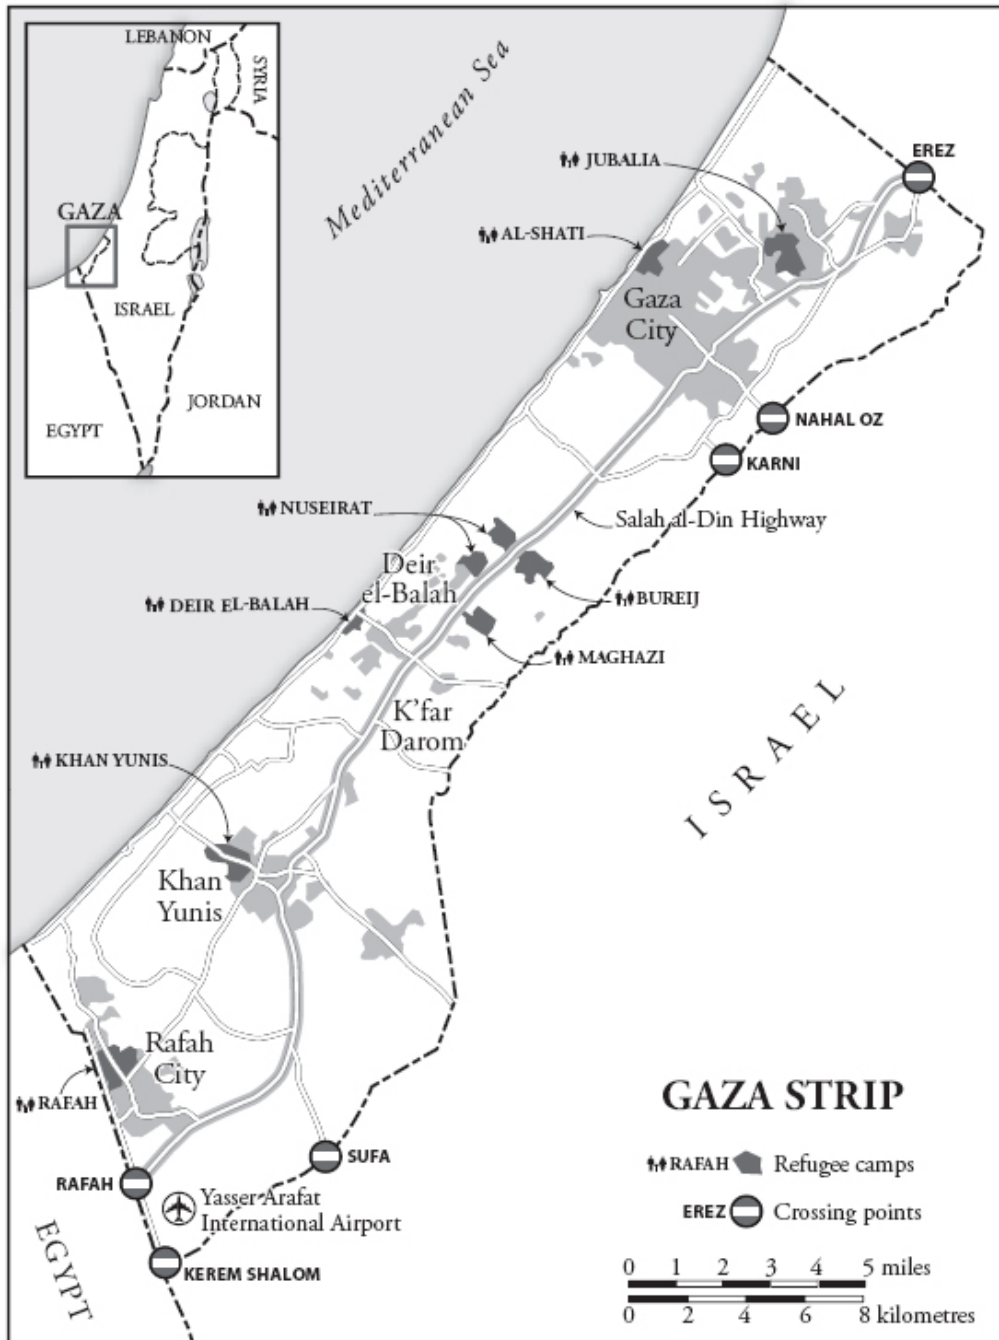 LEBANON
SYRIA
GAZA
ISRAEL
JORDAN
EGYPT
Mediterranean Sea
EREZ
JUBALIA
AL-SHATI
Gaza
City
NAHAL OZ
KARNI
NUSEIRAT
Salah al-Din Highway
Deir
el-Balah
DEIR EL-BALAH
BUREIJ
MAGHAZI
K'far
Darom
ISRAEL
KHAN YUNIS
Khan
Yunis
Rafah
City
RAFAH
SUFA
RAFAH
Yasser Arafat
International Airport
KEREM SHALOM
EGYPT
GAZA STRIP
RAFAH Refugee camps
EREZ Crossing points
0 1 2 3 4 5 miles
0 2 4 6 8 kilometres